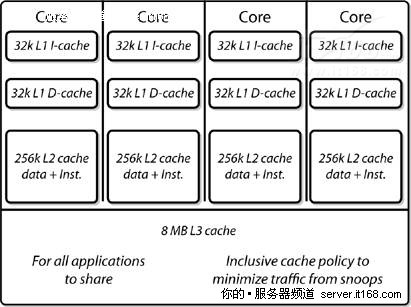 Core Core Core Core
32k L1 I-cache 32k L1 I-cache 32k L1 I-cache 32k L1 I-cache
32k L1 D-cache 32k L1 D-cache 32k L1 D-cache 32k L1 D-cache
256k L2 cache 256k L2 cache 256k L2 cache 256k L2 cache
data + Inst. data + Inst. data + Inst. data + Inst.
8 MB L3 cache
For all applications Inclusive cache policy to
to share minimize traffic from snoops
你的·服务器频道 server.it168.com